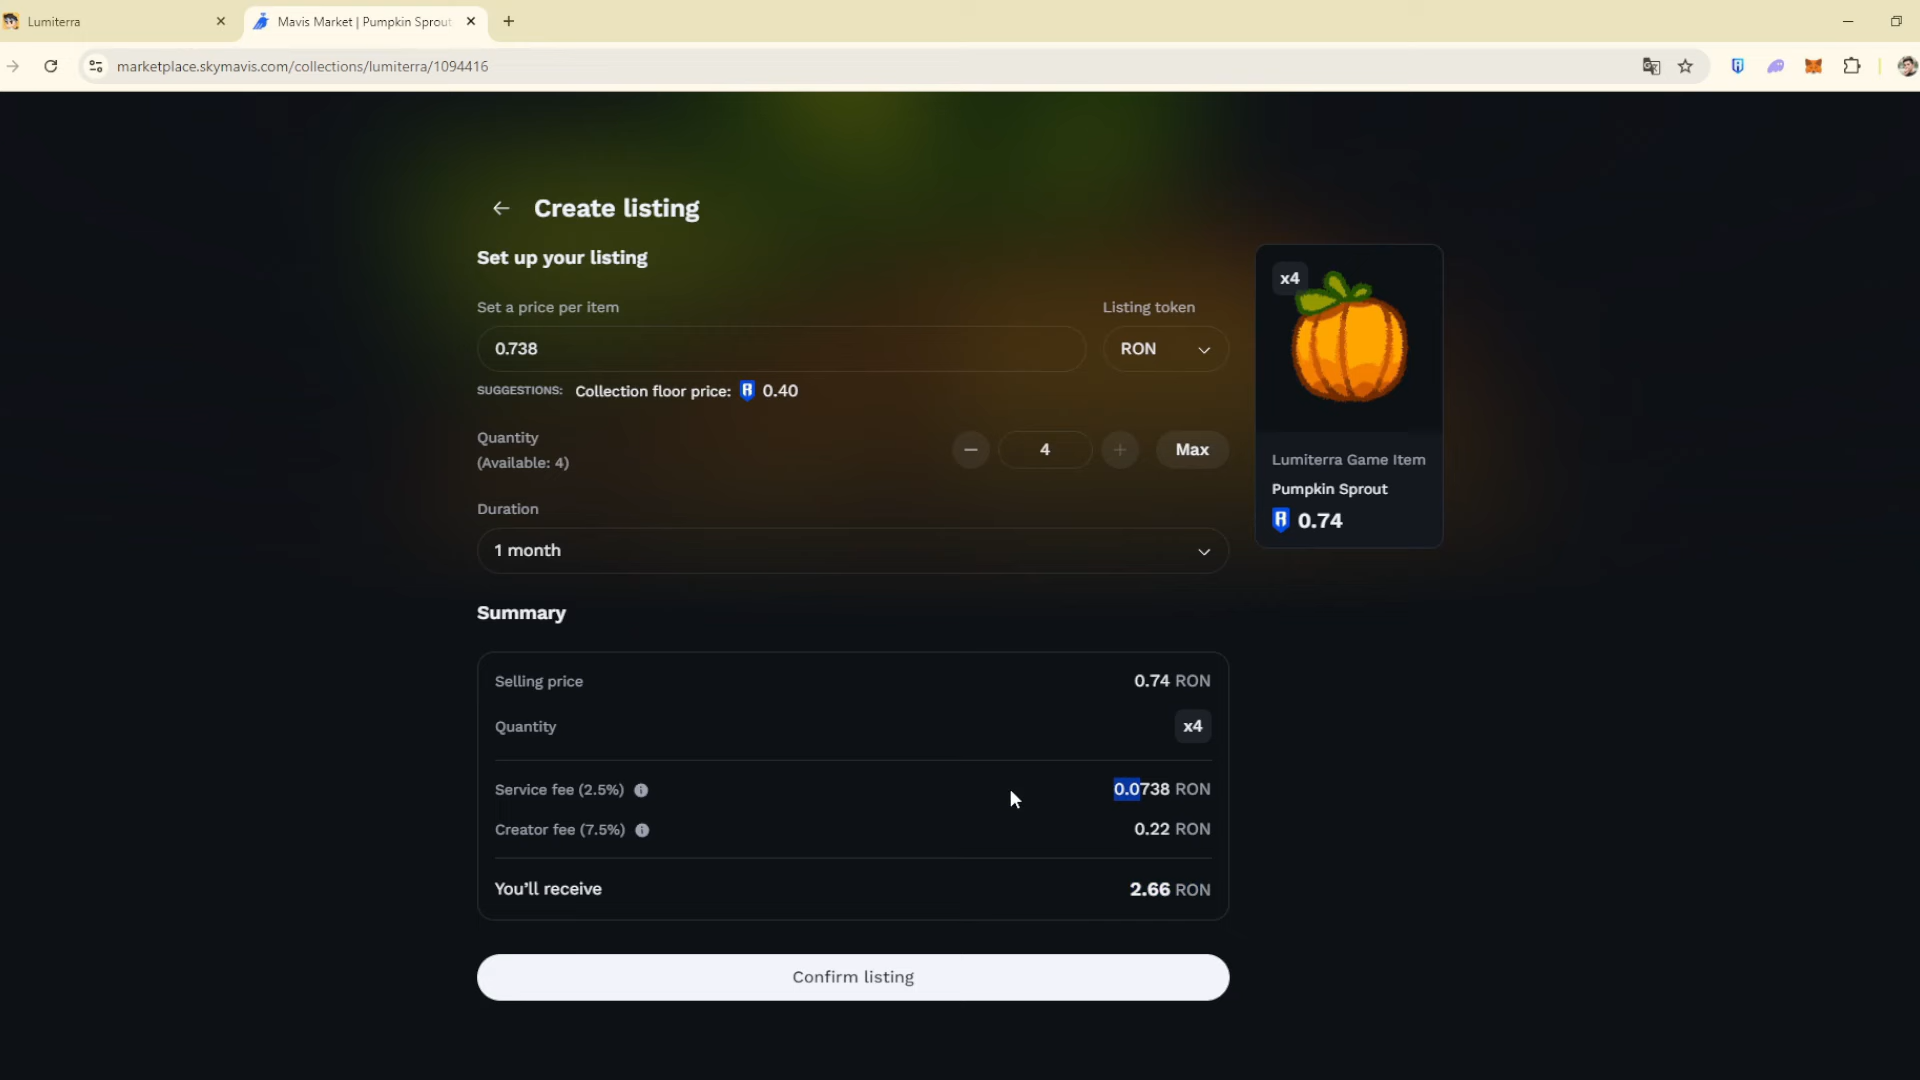 Lumiterra
Mavis Market | Pumpkin Sprout
marketplace.skymavis.com/collections/lumiterra/1094416
Create listing
Set up your listing
Set a price per item
Listing token
0.738
RON
SUGGESTIONS: Collection floor price: 0.40
Quantity
(Available: 4)
4
Max
Duration
1 month
x4
Lumiterra Game Item
Pumpkin Sprout
0.74
Summary
Selling price
0.74 RON
Quantity
x4
Service fee (2.5%)
0.0738 RON
Creator fee (7.5%)
0.22 RON
You'll receive
2.66 RON
Confirm listing